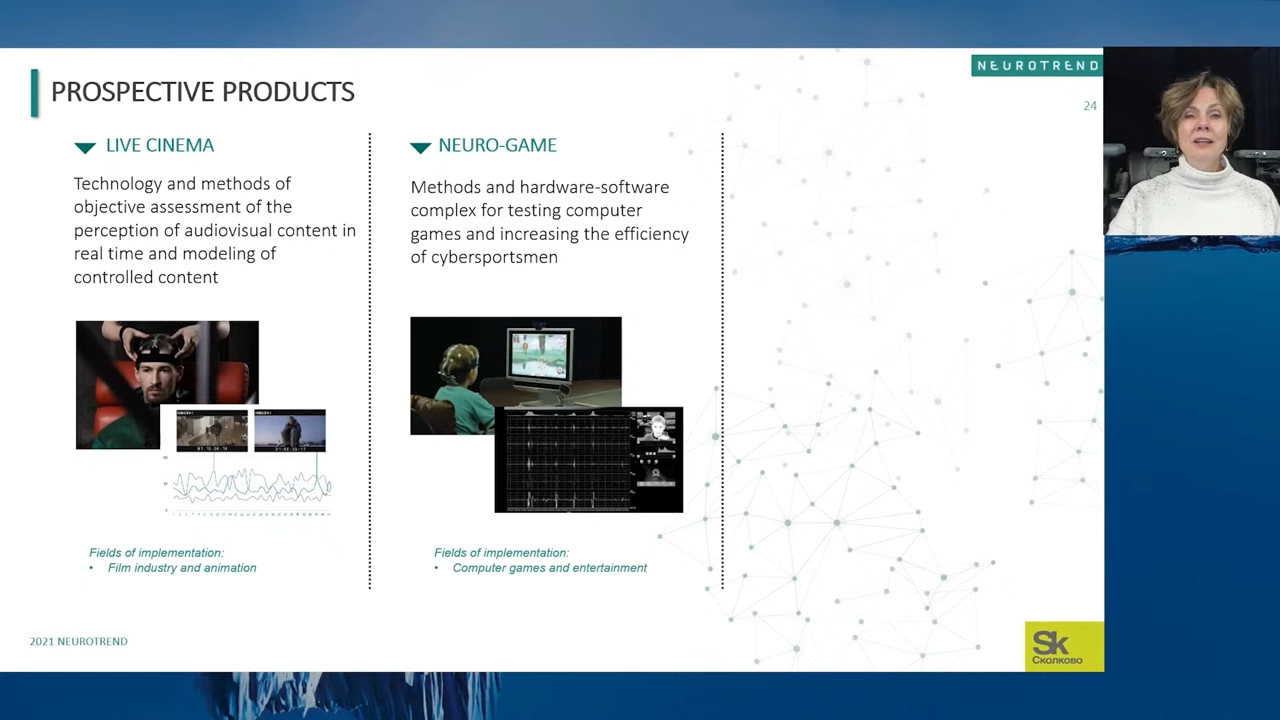 NEUROTREND
PROSPECTIVE PRODUCTS
24
LIVE CINEMA
Technology and methods of
objective assessment of the
perception of audiovisual content in
real time and modeling of
controlled content
Fields of implementation:
• Film industry and animation
NEURO-GAME
Methods and hardware-software
complex for testing computer
games and increasing the efficiency
of cybersportsmen
Fields of implementation:
• Computer games and entertainment
2021 NEUROTREND
Sk
Сколково